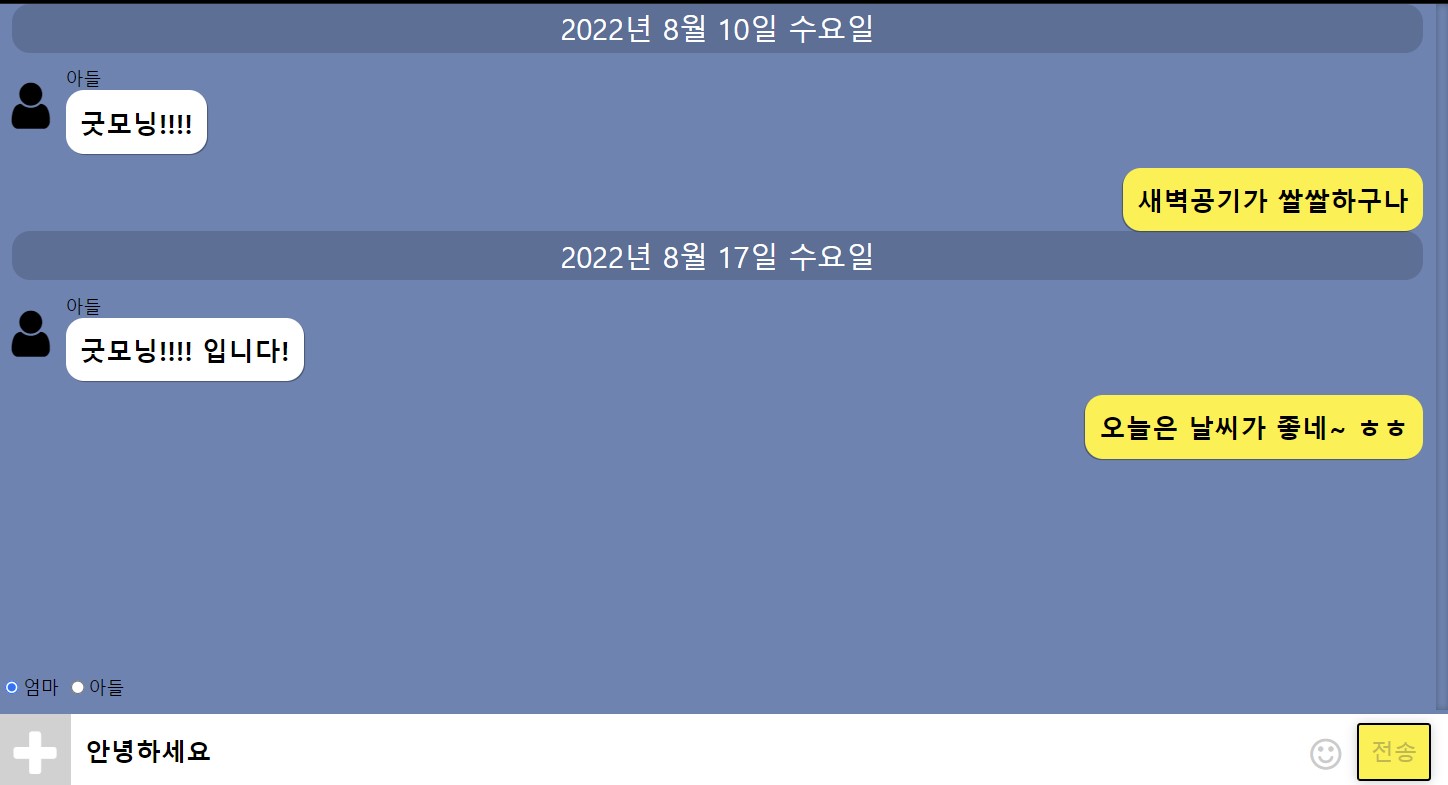 2022년 8월 10일 수요일
아들
굿모닝!!!!
새벽공기가 쌀쌀하구나
2022년 8월 17일 수요일
아들
굿모닝!!!! 입니다!
오늘은 날씨가 좋네~ ㅎㅎ
엄마 아들
안녕하세요 전송